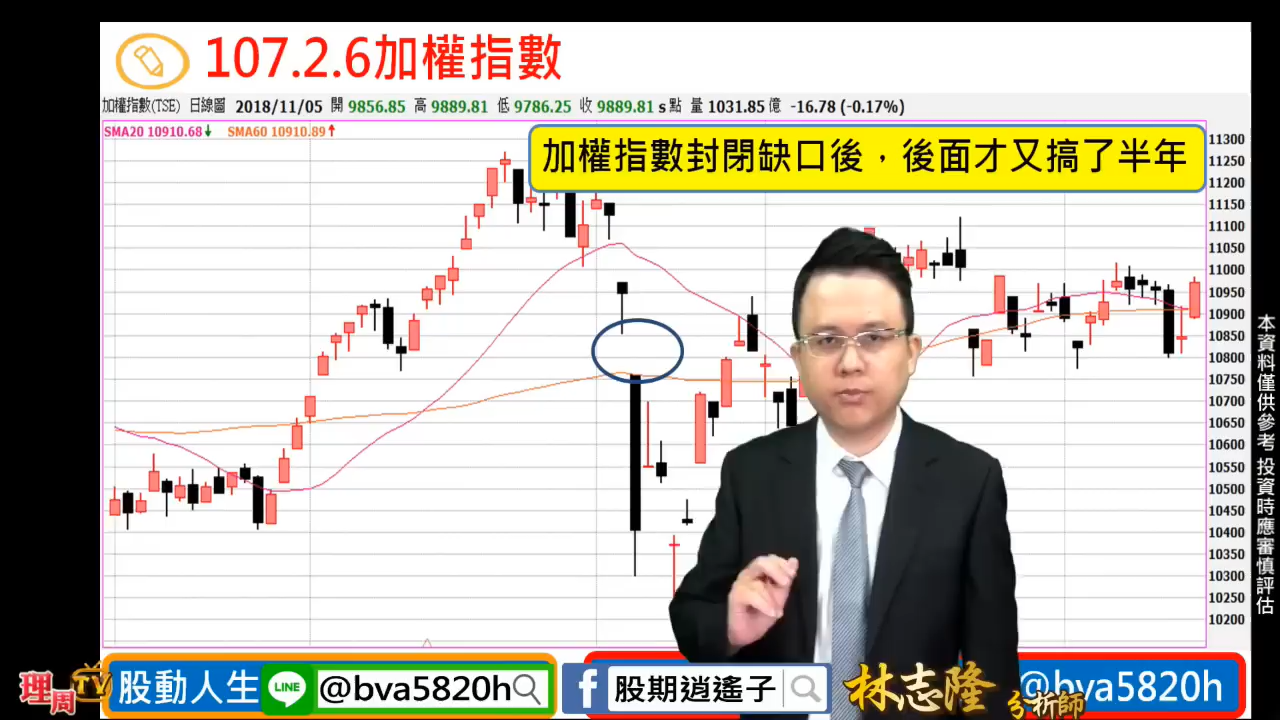 107.2.6加權指數
加權指數(TSE) 日線圖 2018/11/05 開 9856.85 高 9889.81 低 9786.25 收 9889.81 s點 量 1031.85億 -16.78 (-0.17%)
SMA20 10910.68↓ SMA60 10910.89↑
加權指數封閉缺口後，後面才又搞了半年
11300
11250
11200
11150
11100
11050
11000
10950
10900
10850
10800
10750
10700
10650
10600
10550
10500
10450
10400
10350
10300
10250
10200
本資料僅供參考 投資時應審慎評估
理周TV
股動人生 LINE @bva5820h
f 股期逍遙子
林志隆 分析師
@bva5820h